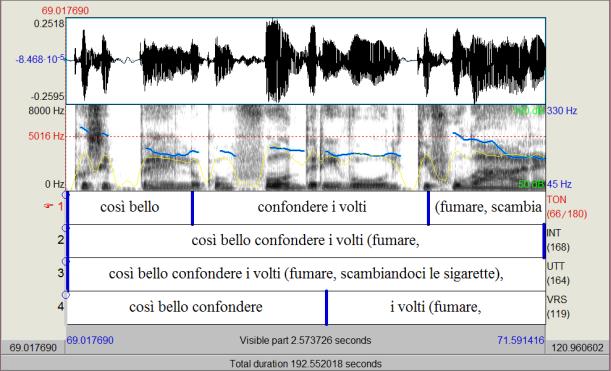 69.017690
0.2518
-8.468·10⁻⁵
-0.2595
8000 Hz
5016 Hz
0 Hz
100 dB 330 Hz
50 dB 45 Hz
1 così bello confondere i volti (fumare, scambia TON (66/180)
2 così bello confondere i volti (fumare, INT (168)
3 così bello confondere i volti (fumare, scambiandoci le sigarette), UTT (164)
4 così bello confondere i volti (fumare, VRS (119)
69.017690 Visible part 2.573726 seconds 71.591416
69.017690 120.960602
Total duration 192.552018 seconds